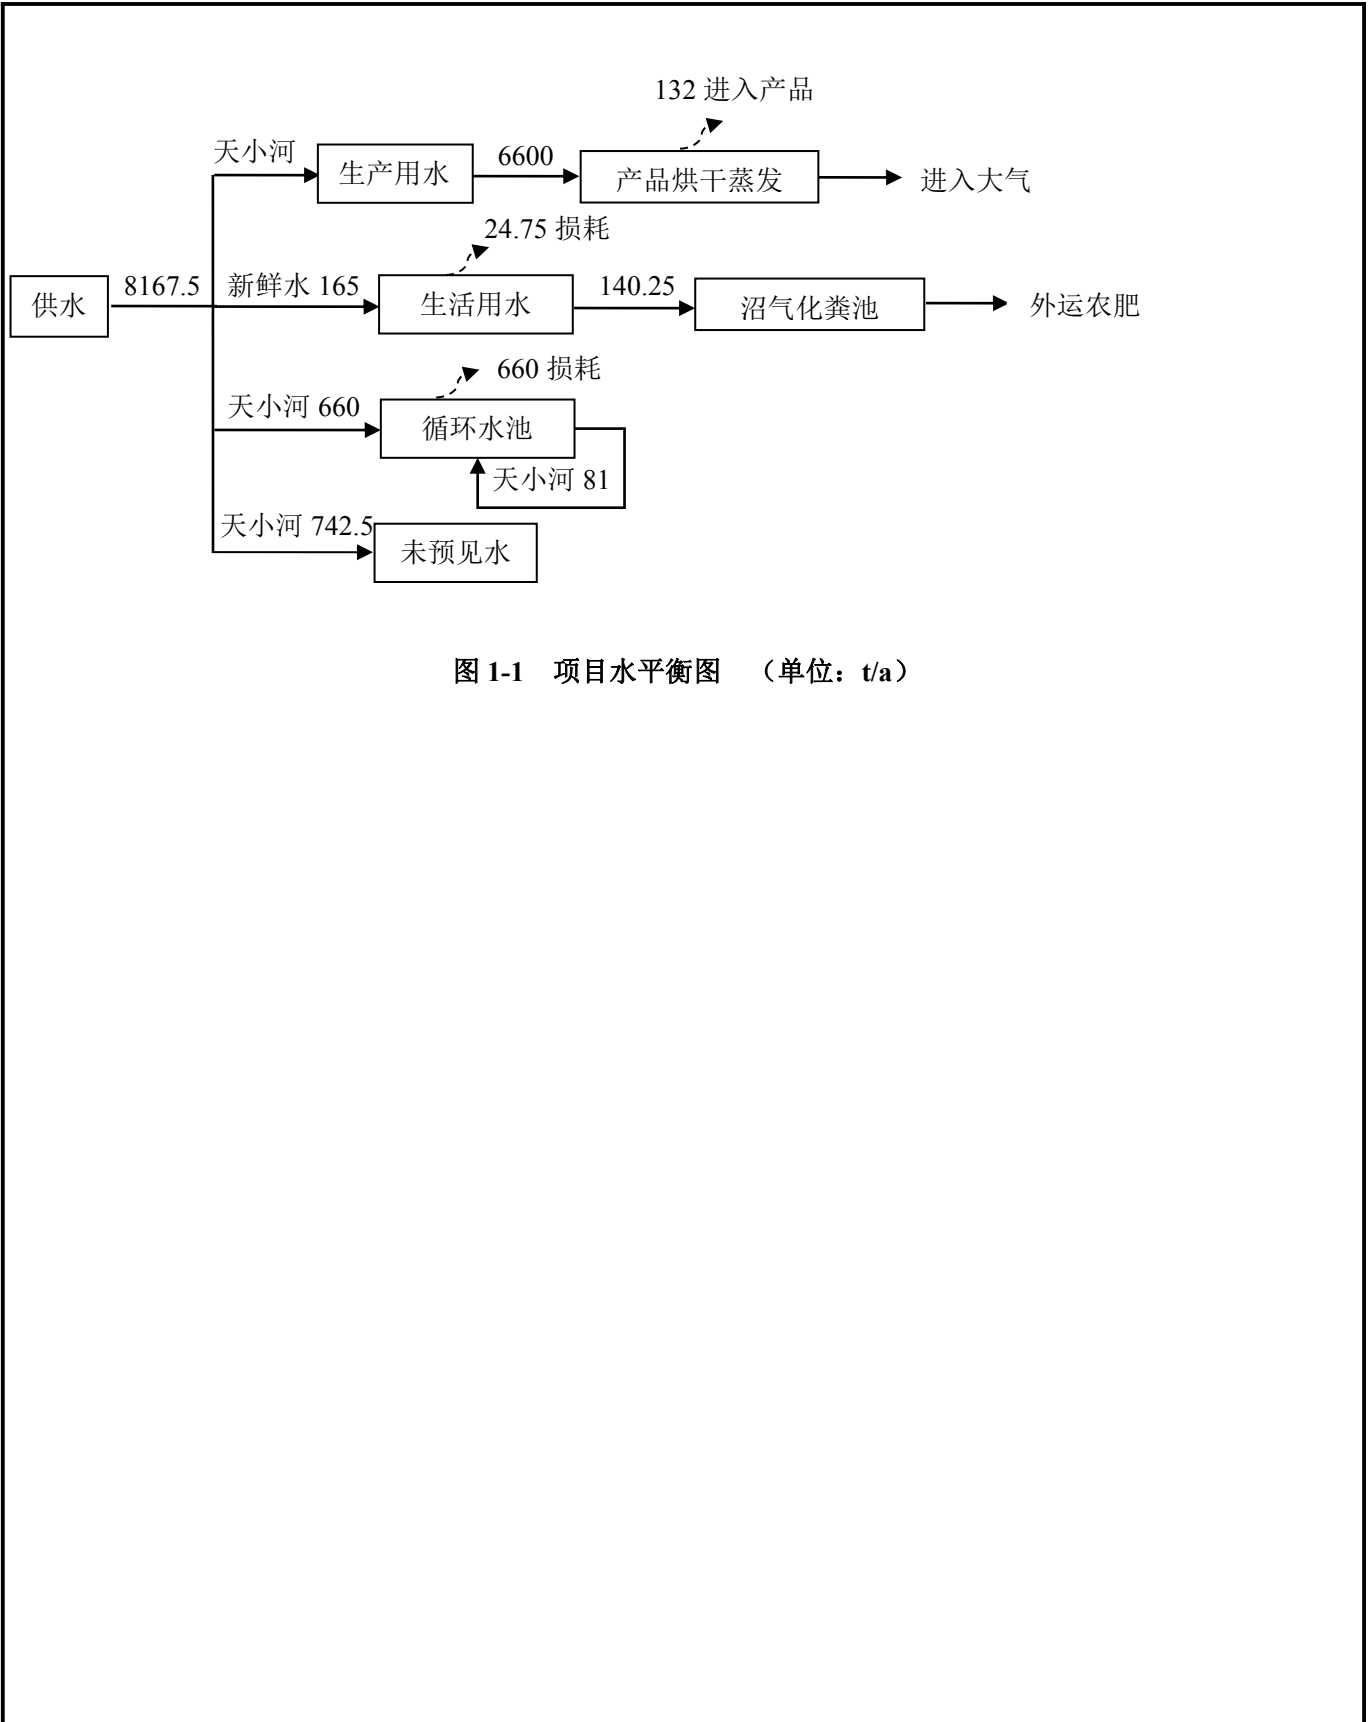 132 进入产品
天小河
生产用水
6600
产品烘干蒸发
进入大气
24.75 损耗
供水
8167.5
新鲜水 165
生活用水
140.25
沼气化粪池
外运农肥
660 损耗
天小河 660
循环水池
天小河 81
天小河 742.5
未预见水
图 1-1 项目水平衡图 （单位：t/a）